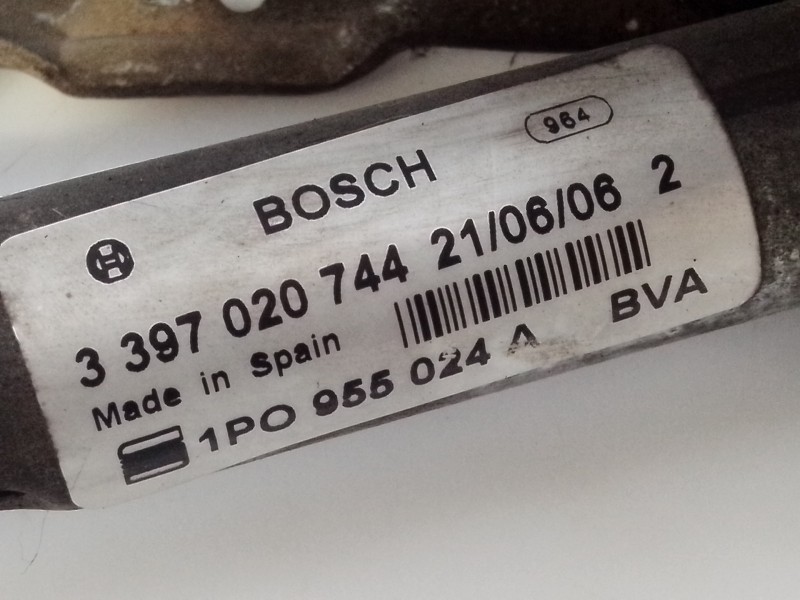 964
BOSCH
3 397 020 744 21/06/06 2
Made in Spain
1PO 955 024 A BVA